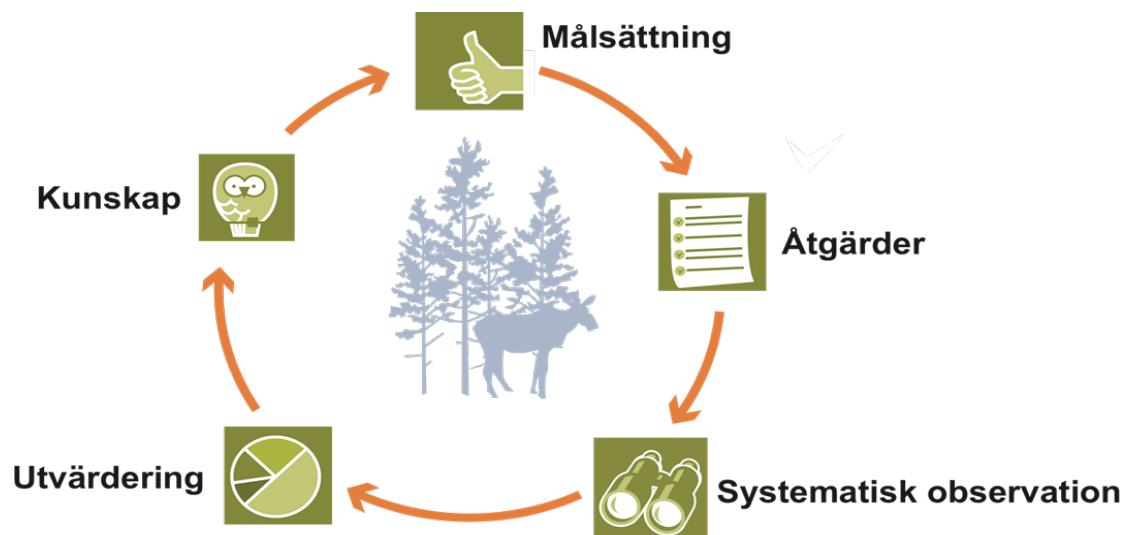 Målsättning
Åtgärder
Systematisk observation
Utvärdering
Kunskap